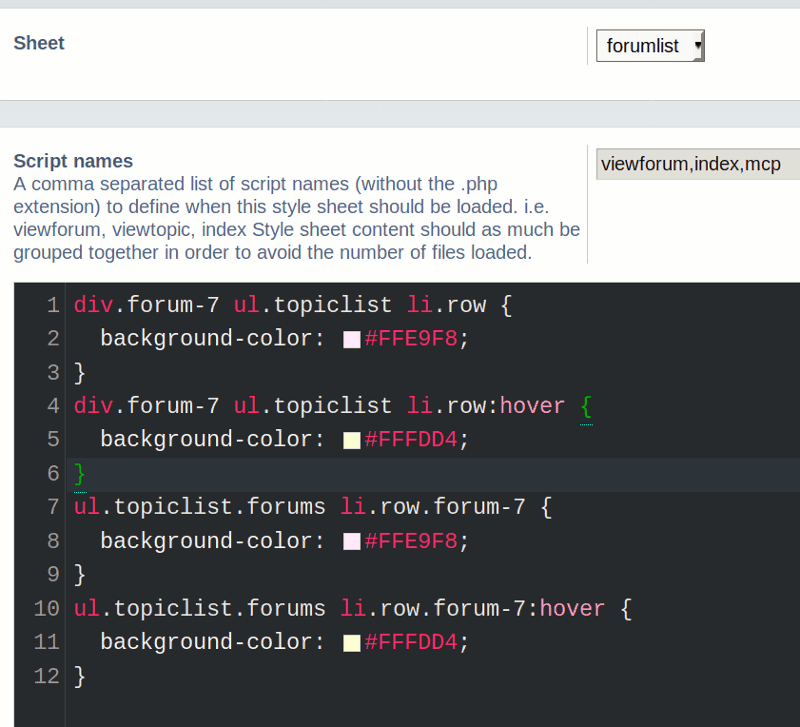 Sheet
forumlist
Script names
viewforum,index,mcp
A comma separated list of script names (without the .php
extension) to define when this style sheet should be loaded. i.e.
viewforum, viewtopic, index Style sheet content should as much be
grouped together in order to avoid the number of files loaded.
1 div.forum-7 ul.topiclist li.row {
2 background-color: #FFE9F8;
3 }
4 div.forum-7 ul.topiclist li.row:hover {
5 background-color: #FFFDD4;
6 }
7 ul.topiclist.forums li.row.forum-7 {
8 background-color: #FFE9F8;
9 }
10 ul.topiclist.forums li.row.forum-7:hover {
11 background-color: #FFFDD4;
12 }